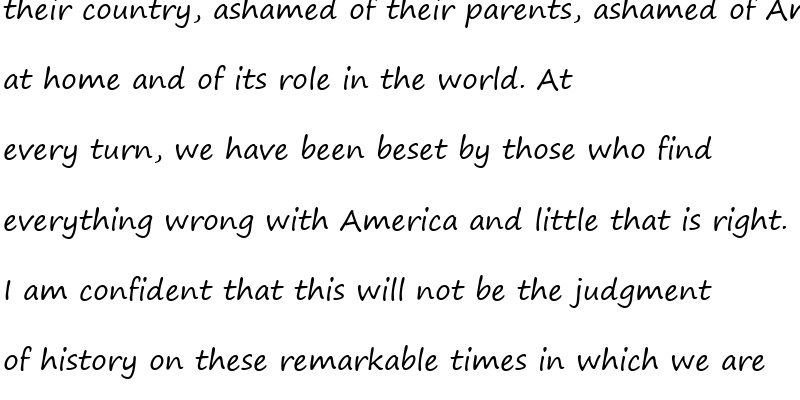 their country, ashamed of their parents, ashamed of
at home and of its role in the world. At
every turn, we have been beset by those who find
everything wrong with America and little that is right.
I am confident that this will not be the judgment
of history on these remarkable times in which we are